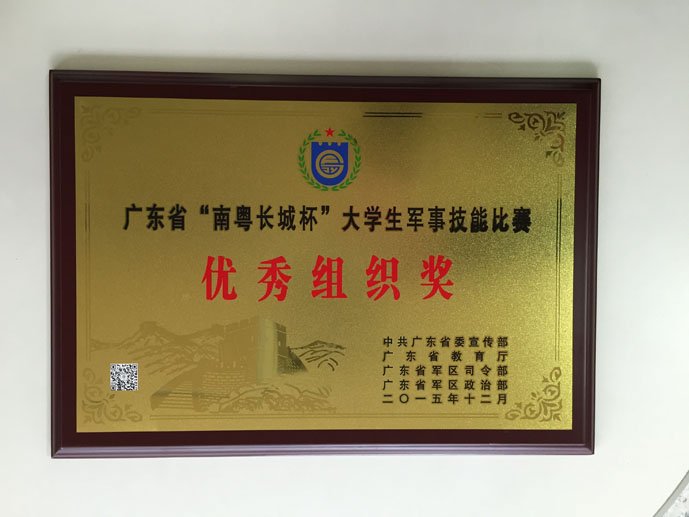 广东省“南粤长城杯”大学生军事技能比赛
优秀组织奖
中共广东省委宣传部
广东省教育厅
广东省军区司令部
广东省军区政治部
二〇一五年十二月